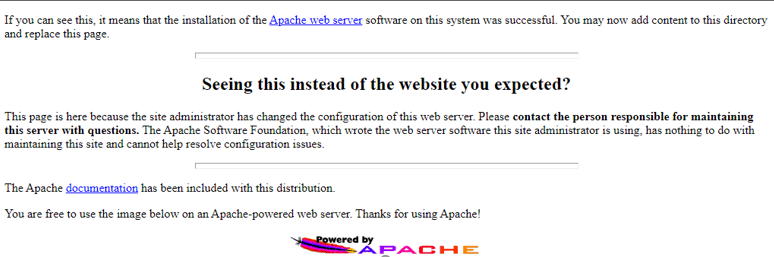 If you can see this, it means that the installation of the Apache web server software on this system was successful. You may now add content to this directory
and replace this page.
Seeing this instead of the website you expected?
This page is here because the site administrator has changed the configuration of this web server. Please contact the person responsible for maintaining
this server with questions. The Apache Software Foundation, which wrote the web server software this site administrator is using, has nothing to do with
maintaining this site and cannot help resolve configuration issues.
The Apache documentation has been included with this distribution.
You are free to use the image below on an Apache-powered web server. Thanks for using Apache!
Powered by
APACHE